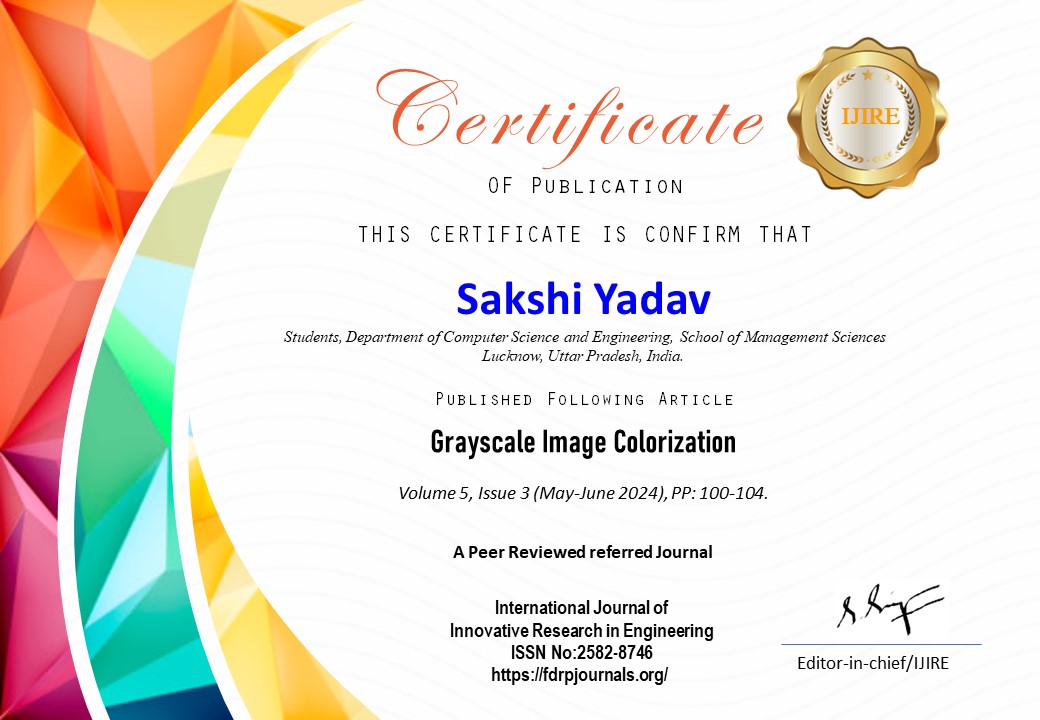 Certificate
IJIRE
OF PUBLICATION
THIS CERTIFICATE IS CONFIRM THAT
Sakshi Yadav
Students, Department of Computer Science and Engineering, School of Management Sciences
Lucknow, Uttar Pradesh, India.
PUBLISHED FOLLOWING ARTICLE
Grayscale Image Colorization
Volume 5, Issue 3 (May-June 2024), PP: 100-104.
A Peer Reviewed referred Journal
International Journal of
Innovative Research in Engineering
ISSN No:2582-8746
https://fdrpjournals.org/
Editor-in-chief/IJIRE